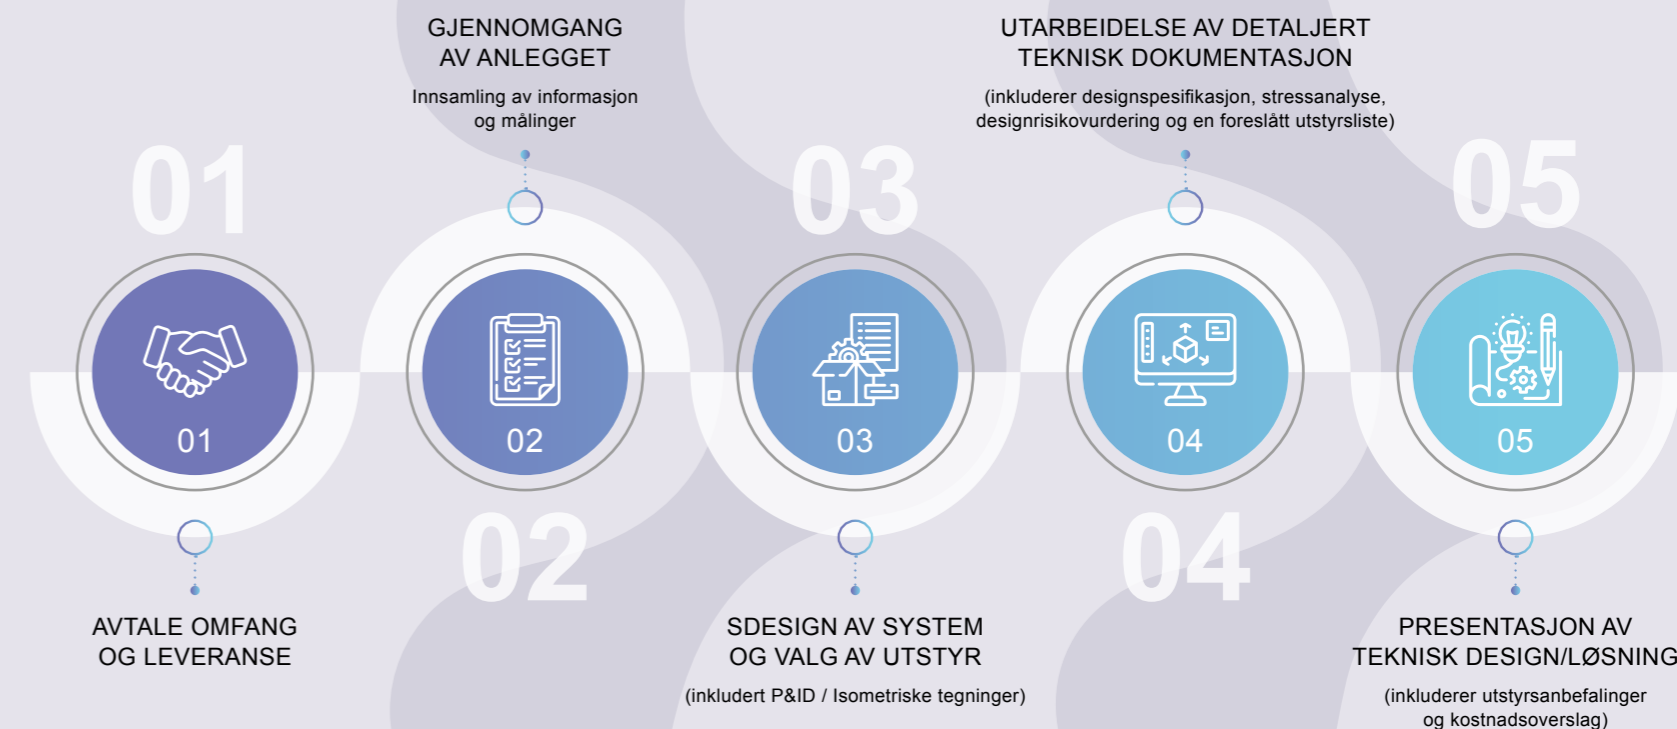 01
01
AVTALE OMFANG
OG LEVERANSE
GJENNOMGANG
AV ANLEGGET
Innsamling av informasjon
og målinger
02
02
03
03
SDESIGN AV SYSTEM
OG VALG AV UTSTYR
(inkludert P&ID / Isometriske tegninger)
UTARBEIDELSE AV DETALJERT
TEKNISK DOKUMENTASJON
(inkluderer designspesifikasjon, stressanalyse,
designrisikovurdering og en foreslått utstyrsliste)
04
04
05
05
PRESENTASJON AV
TEKNISK DESIGN/LØSNING
(inkluderer utstyrsanbefalinger
og kostnadsoverslag)